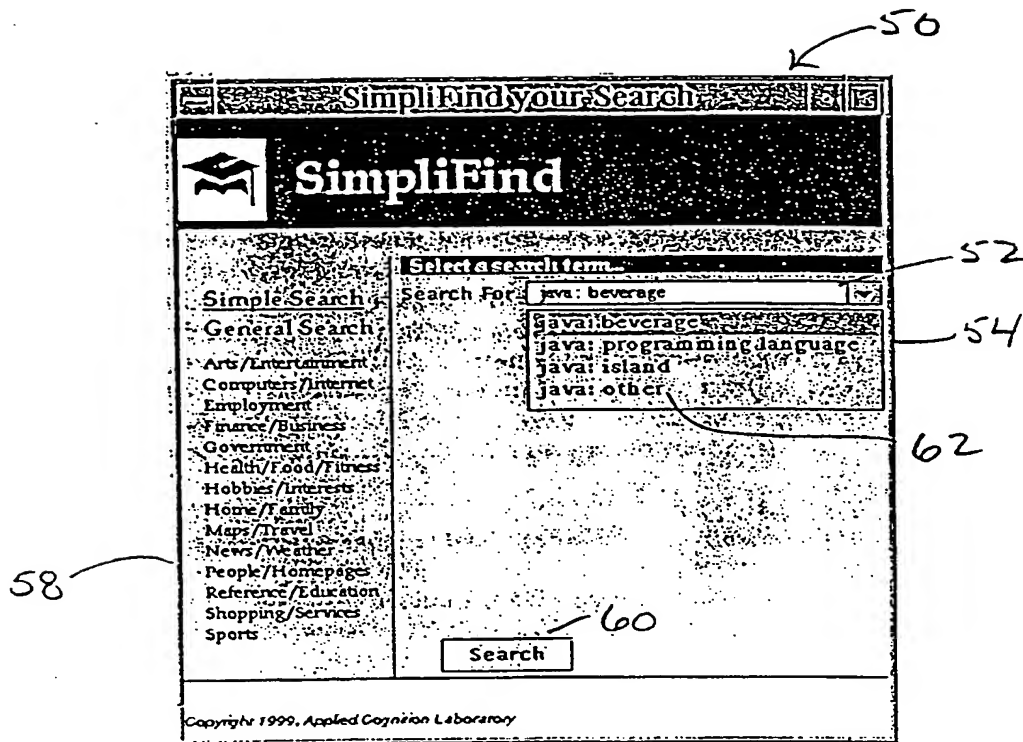 50
SimpliFind your Search
SimpliFind
Select a search term...
52
Search For
java: beverage
Simple Search
java: beverage
54
General Search
java: programming language
java: island
Arts/Entertainment
java: other
Computers/Internet
Employment
Finance/Business
62
Government
Health/Food/Fitness
Hobbies/Interests
Home/Family
Maps/Travel
News/Weather
58
People/Homepages
Reference/Education
Shopping/Services
60
Sports
Search
Copyright 1999, Applied Cognition Laboratory